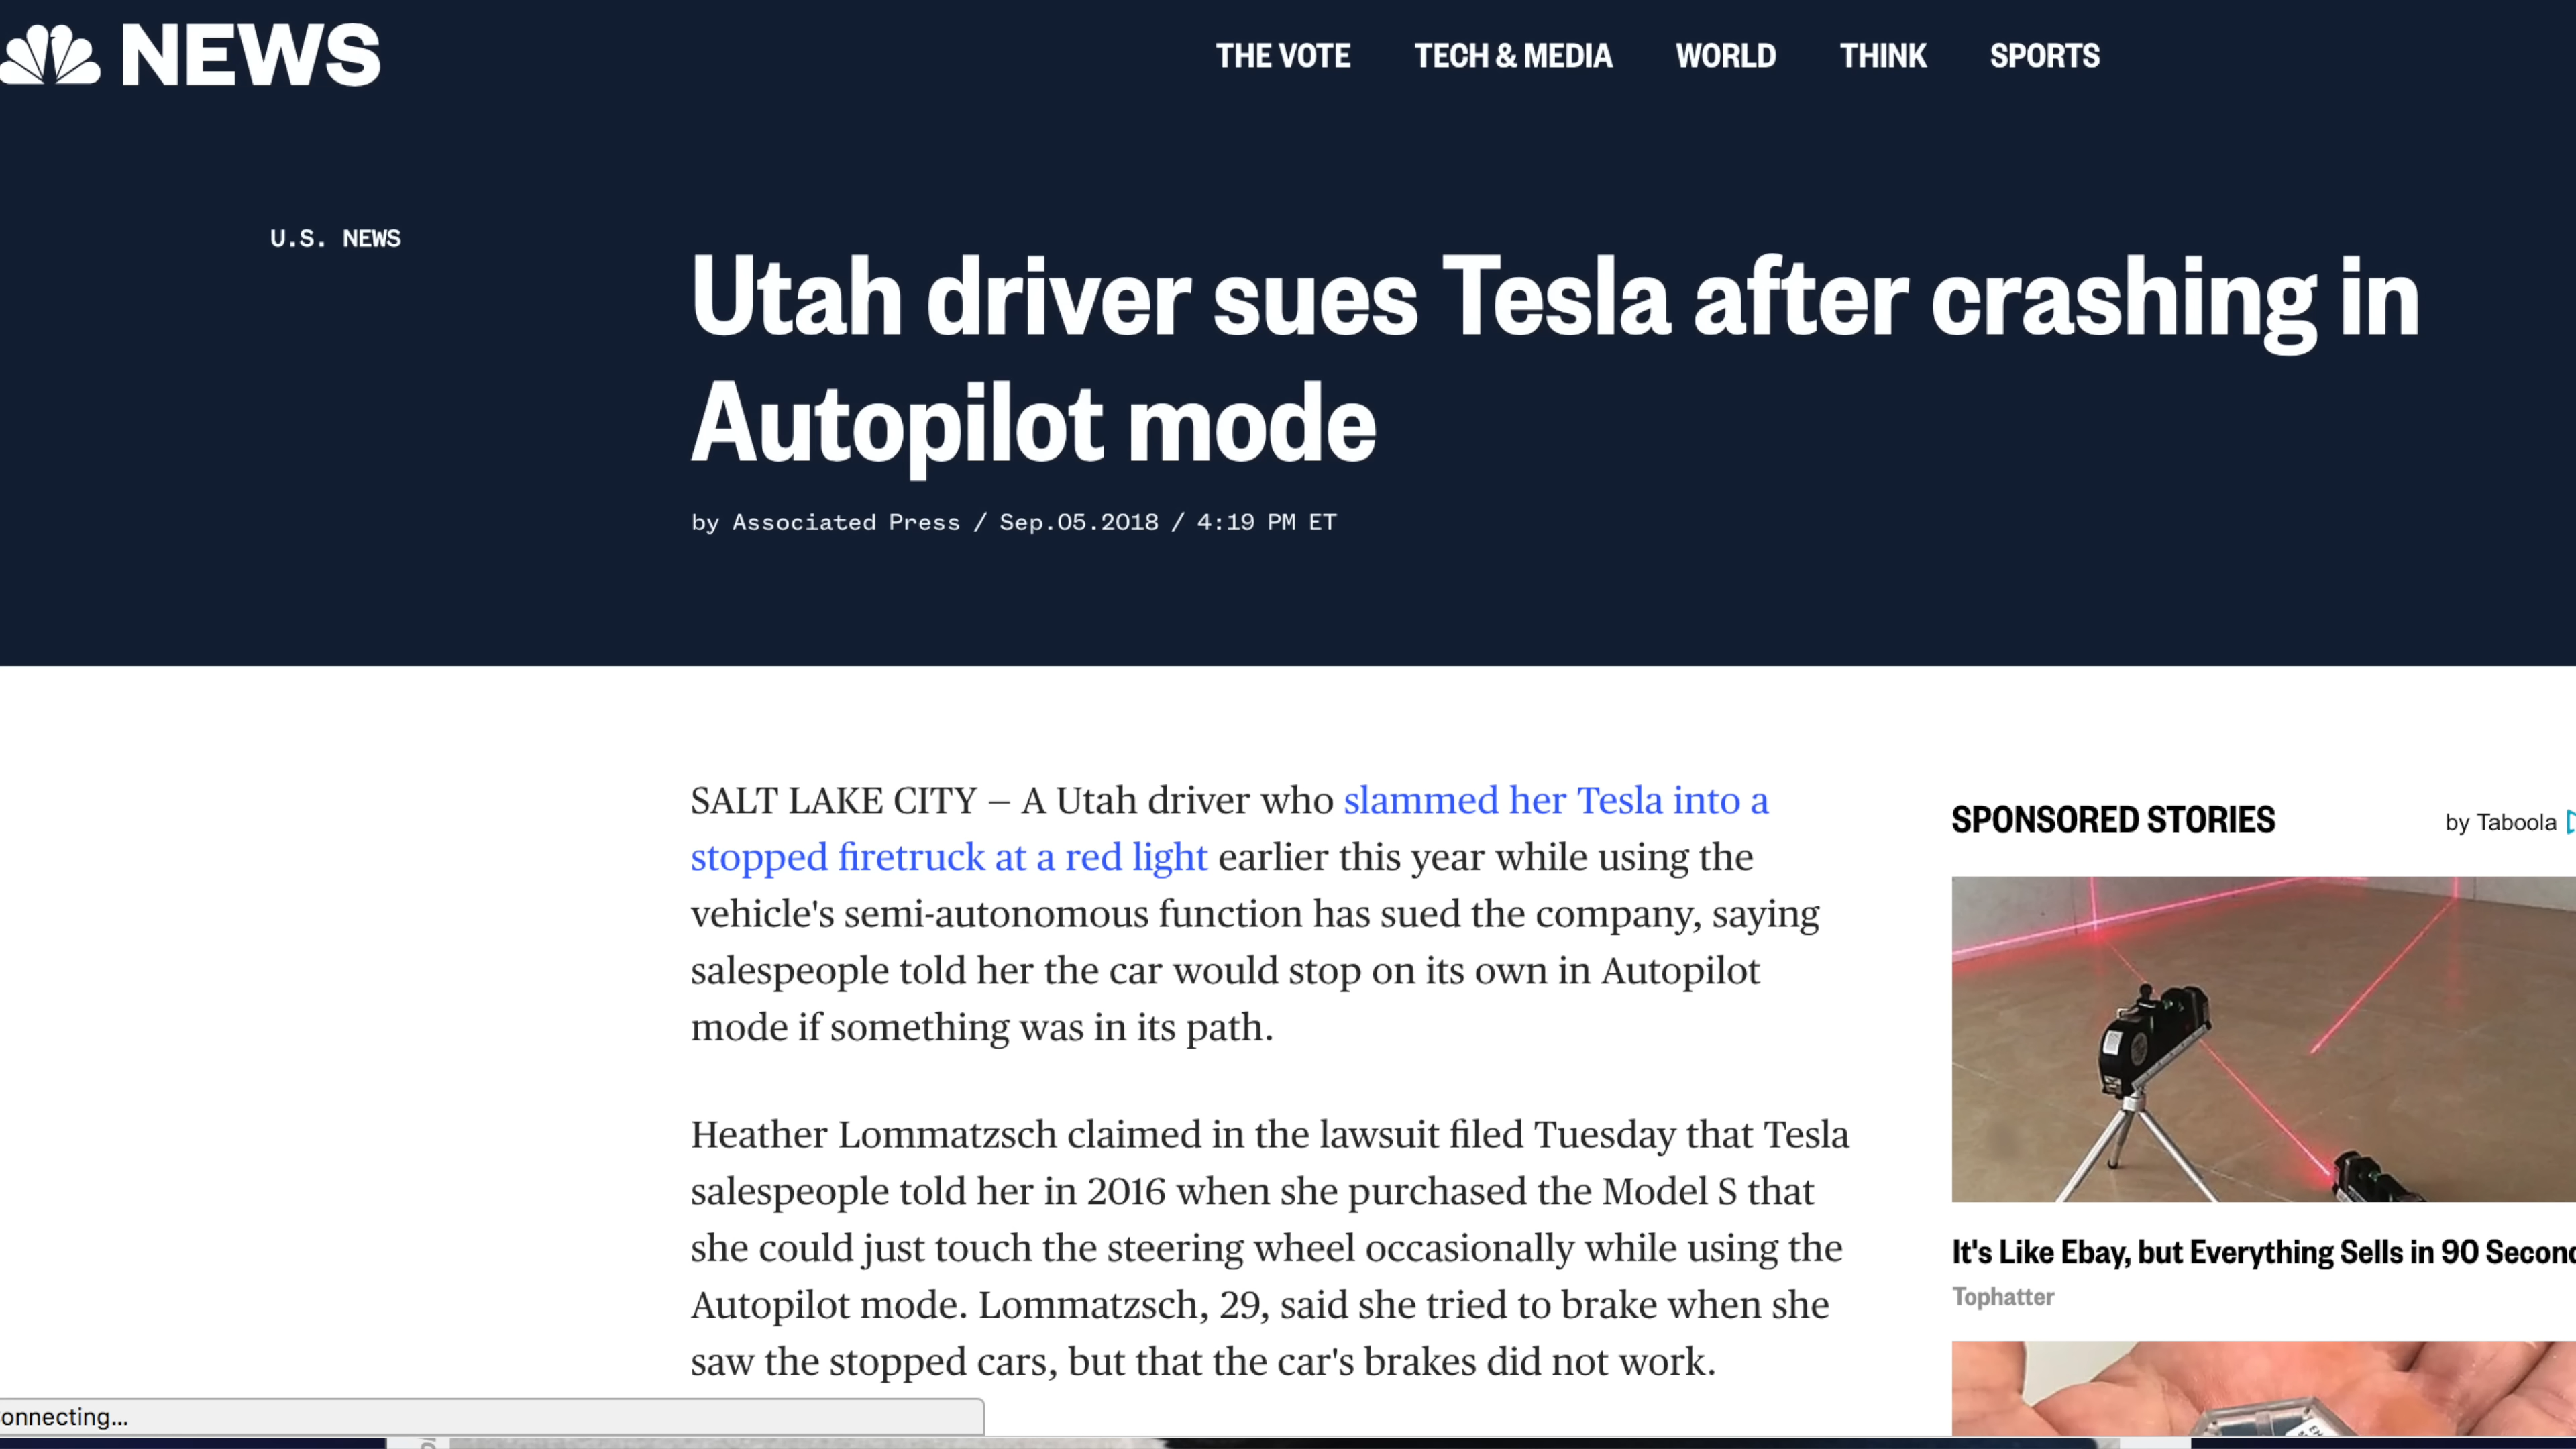 NEWS
THE VOTE TECH & MEDIA WORLD THINK SPORTS
U.S. NEWS
Utah driver sues Tesla after crashing in
Autopilot mode
by Associated Press / Sep.05.2018 / 4:19 PM ET
SALT LAKE CITY — A Utah driver who slammed her Tesla into a
stopped firetruck at a red light earlier this year while using the
vehicle's semi-autonomous function has sued the company, saying
salespeople told her the car would stop on its own in Autopilot
mode if something was in its path.
Heather Lommatzsch claimed in the lawsuit filed Tuesday that Tesla
salespeople told her in 2016 when she purchased the Model S that
she could just touch the steering wheel occasionally while using the
Autopilot mode. Lommatzsch, 29, said she tried to brake when she
saw the stopped cars, but that the car's brakes did not work.
SPONSORED STORIES
by Taboola
It's Like Ebay, but Everything Sells in 90 Second
Tophatter
onnecting...